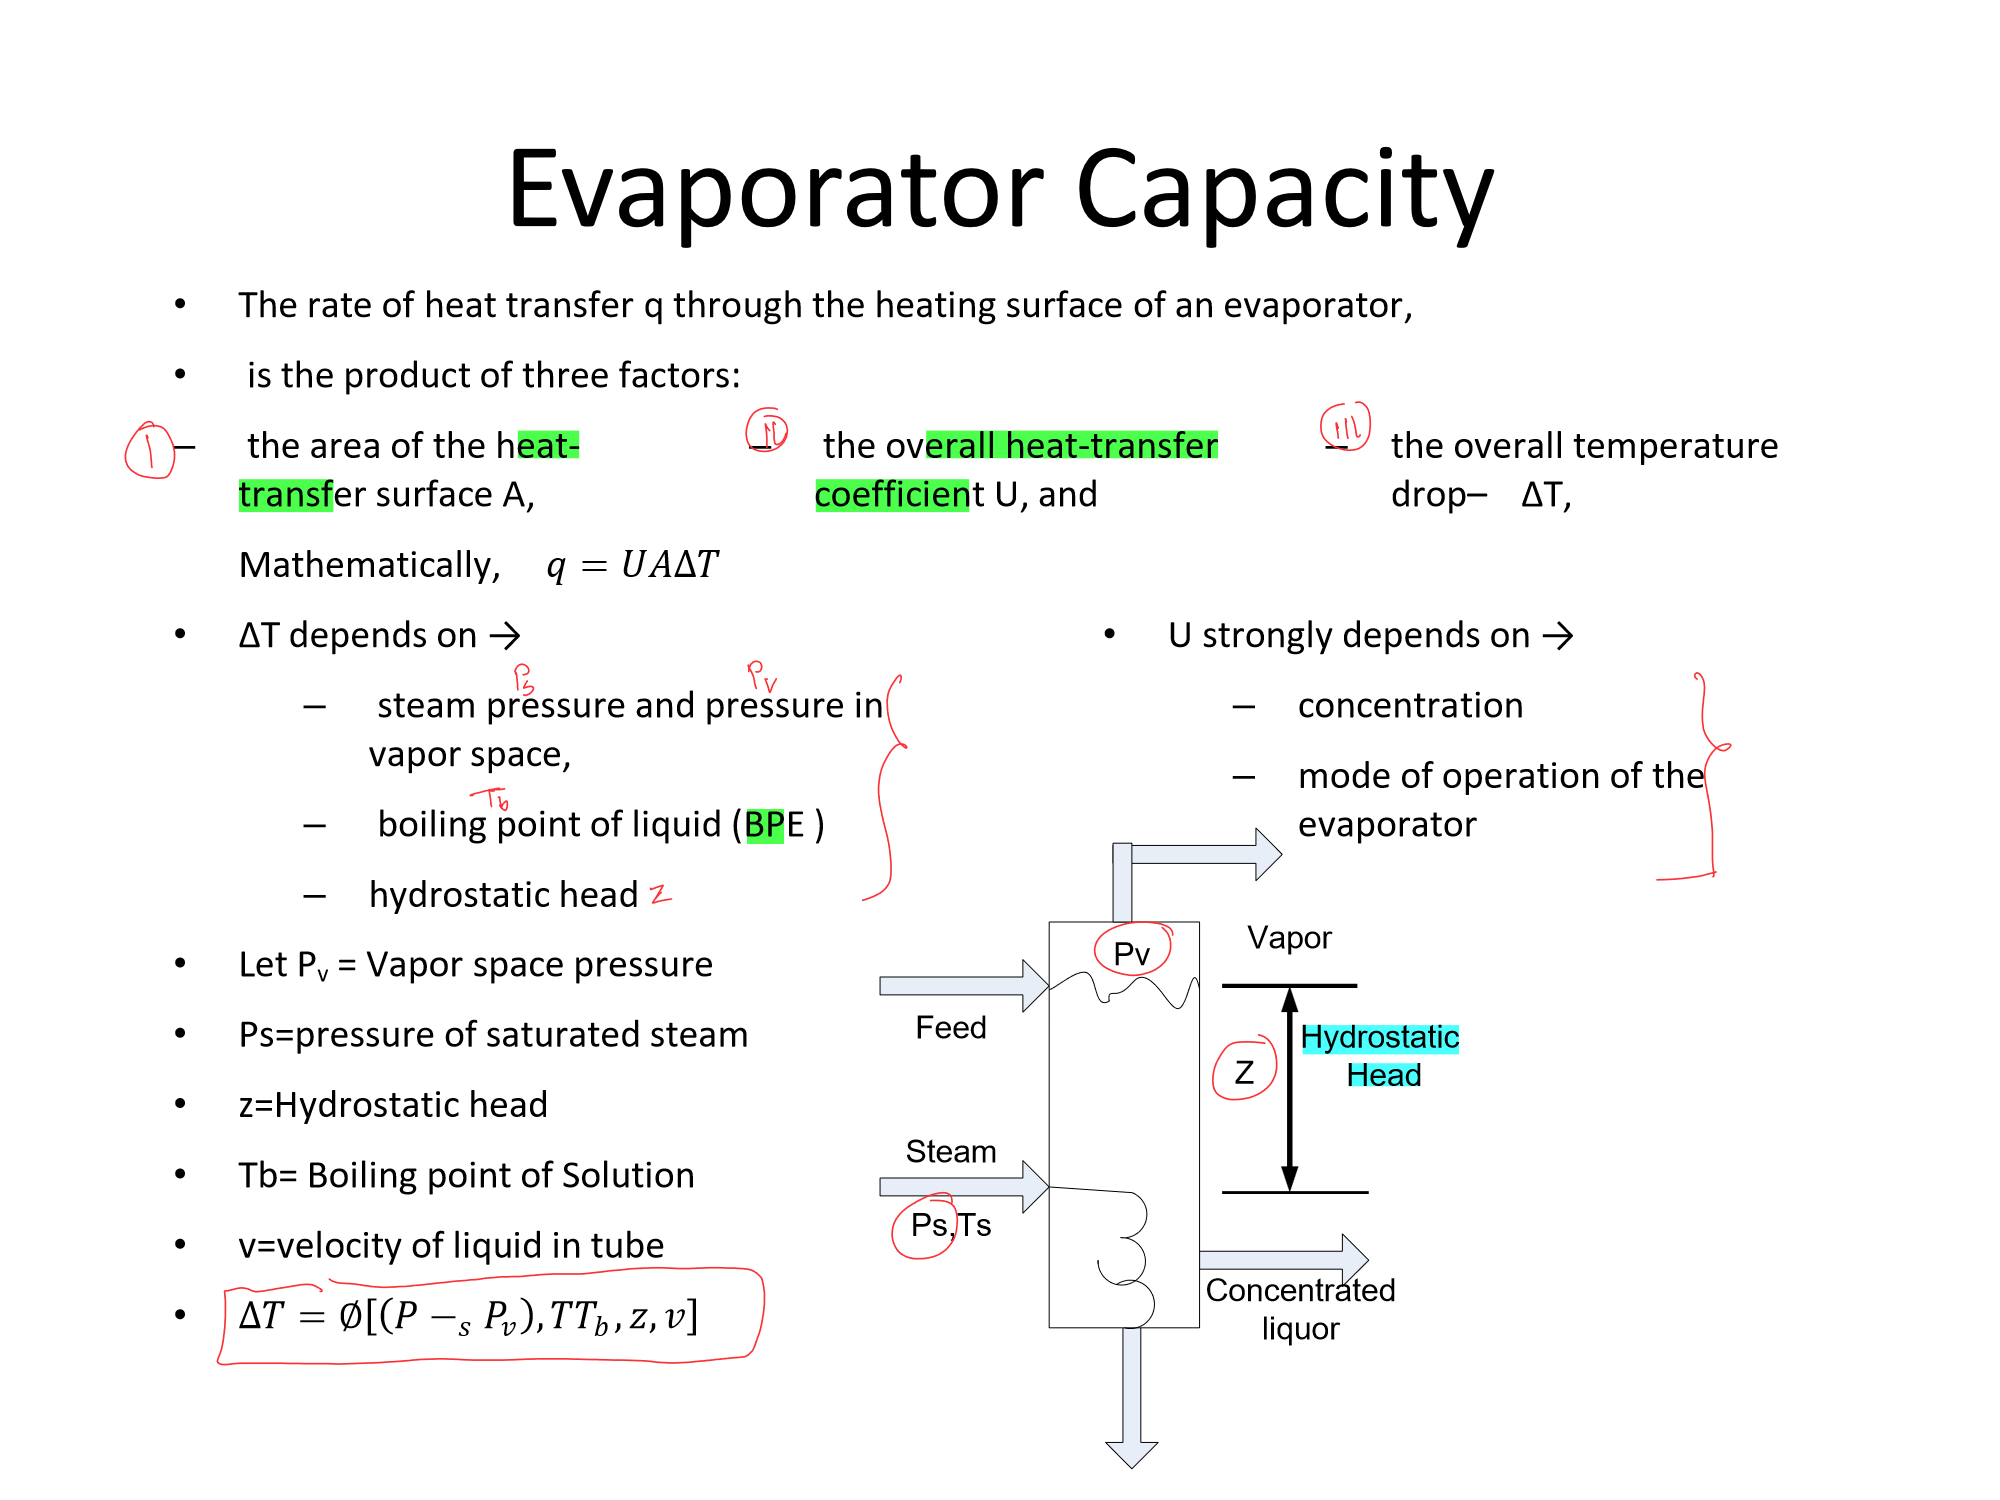 Evaporator Capacity
• The rate of heat transfer q through the heating surface of an evaporator,
• is the product of three factors:
I – the area of the heat-
transfer surface A,
II – the overall heat-transfer
coefficient U, and
III – the overall temperature
drop– ΔT,
Mathematically, q = UAΔT
• ΔT depends on →
Ps Pv
– steam pressure and pressure in
vapor space,
Tb
– boiling point of liquid (BPE )
– hydrostatic head z
• U strongly depends on →
– concentration
– mode of operation of the
evaporator
• Let Pv = Vapor space pressure
• Ps=pressure of saturated steam
• z=Hydrostatic head
• Tb= Boiling point of Solution
• v=velocity of liquid in tube
• ΔT = ∅[(P −s Pv), TTb, z, v]
Pv
Vapor
Feed
Z
Hydrostatic
Head
Steam
Ps,Ts
Concentrated
liquor